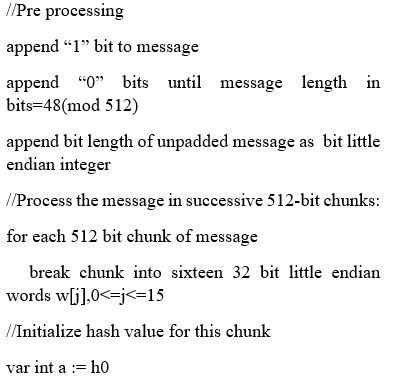 //Pre processing
append “1” bit to message
append “0” bits until message length in
bits=48(mod 512)
append bit length of unpadded message as bit little
endian integer
//Process the message in successive 512-bit chunks:
for each 512 bit chunk of message
break chunk into sixteen 32 bit little endian
words w[j],0<=j<=15
//Initialize hash value for this chunk
var int a := h0